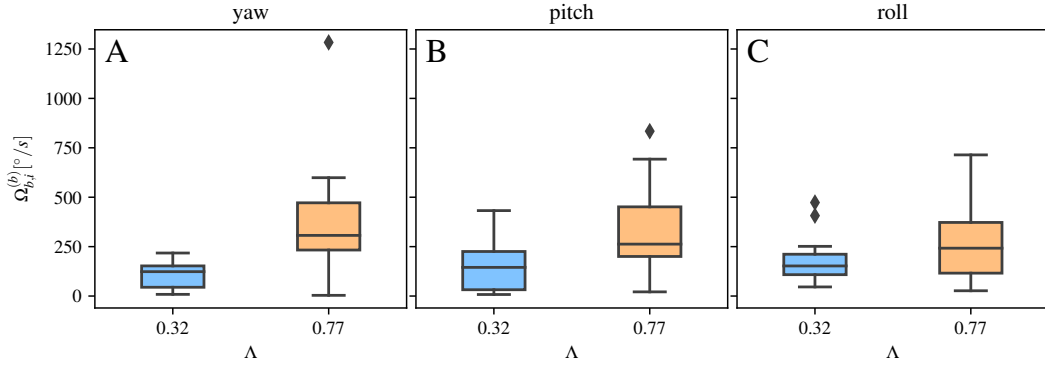 yaw pitch roll
A B C
1250
1000
750
500
250
0
Ω_{b,i}^{(b)} [°/s]
0.32 0.77 0.32 0.77 0.32 0.77
Λ Λ Λ